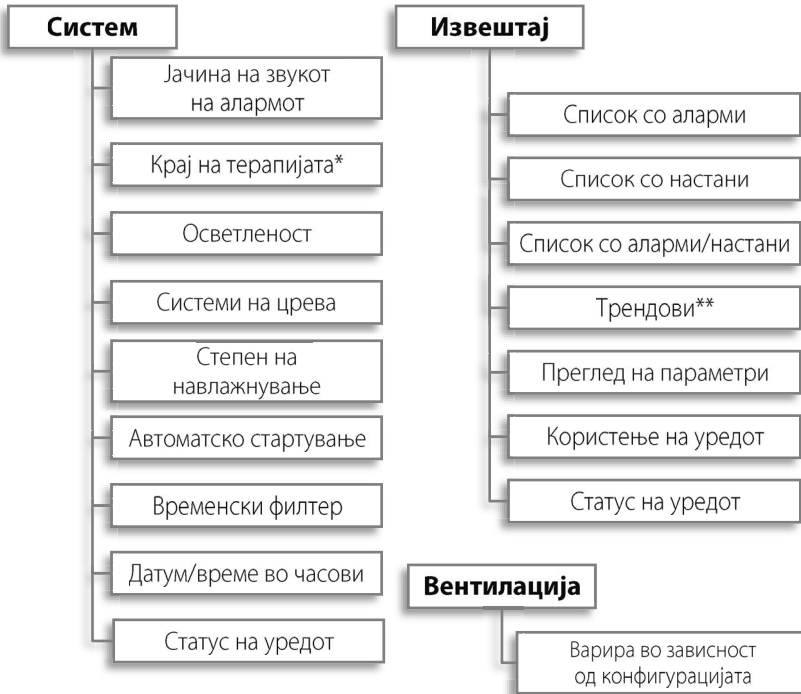 Систем
Јачина на звукот
на алармот
Крај на терапијата*
Осветленост
Системи на црева
Степен на
навлажнување
Автоматско стартување
Временски филтер
Датум/време во часови
Статус на уредот
Извештај
Список со аларми
Список со настани
Список со аларми/настани
Трендови**
Преглед на параметри
Користење на уредот
Статус на уредот
Вентилација
Варира во зависност
од конфигурацијата